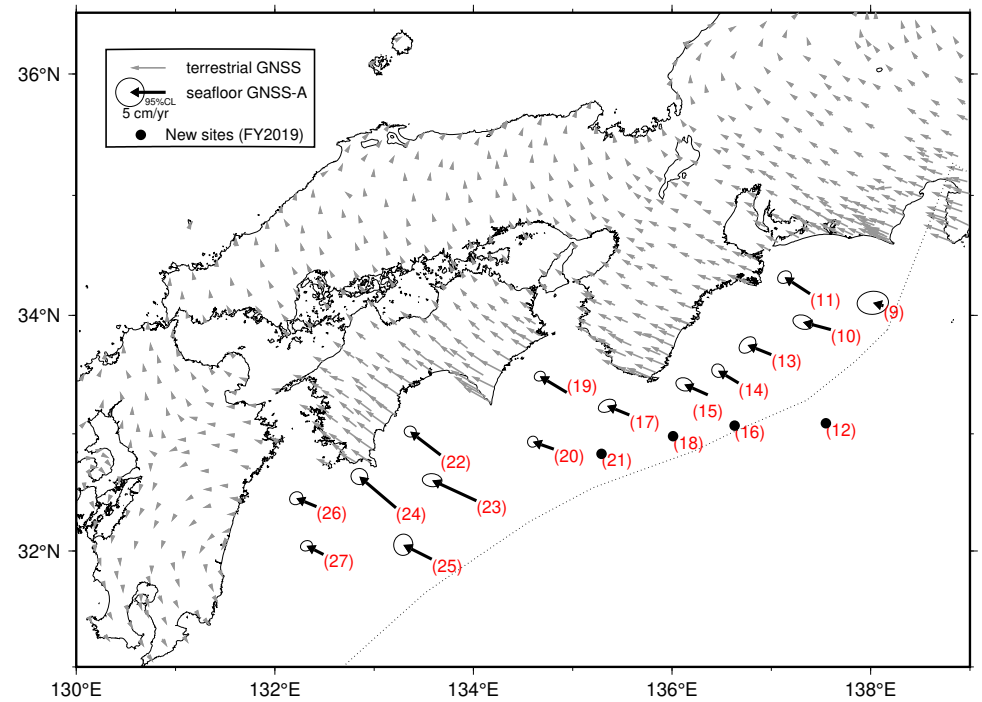 36°N
34°N
32°N
terrestrial GNSS
seafloor GNSS-A
95%CL
5 cm/yr
New sites (FY2019)
(11)
(9)
(10)
(13)
(14)
(19)
(15)
(17)
(16)
(12)
(18)
(20)
(21)
(22)
(23)
(24)
(26)
(27)
(25)
130°E
132°E
134°E
136°E
138°E